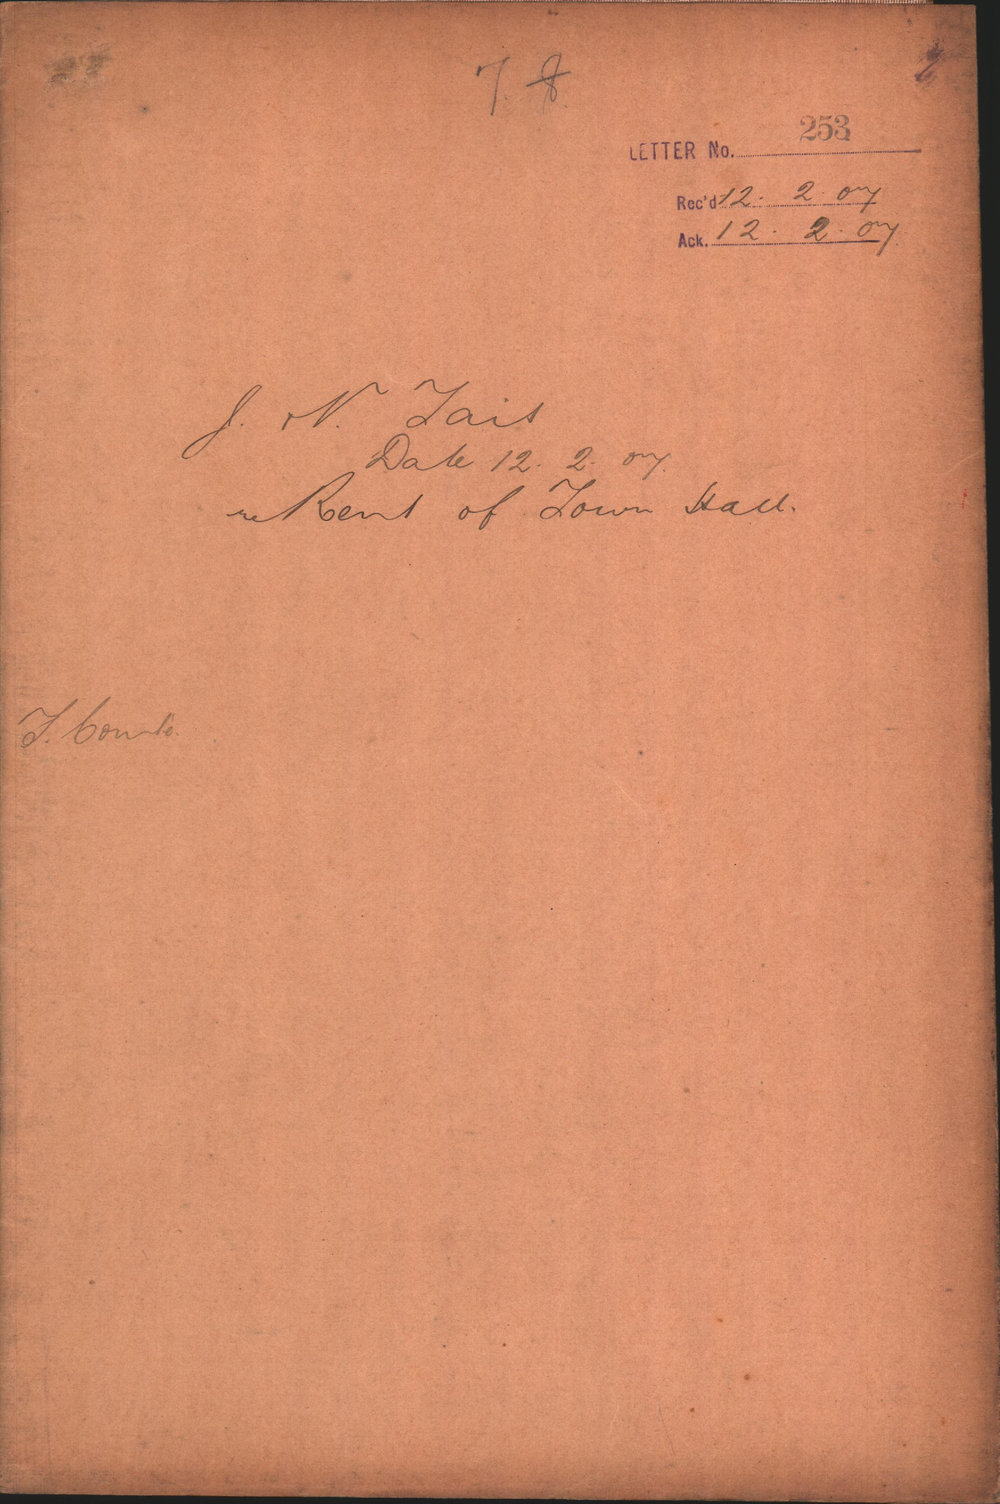 7. 8.
LETTER No. 253
Rec'd 12. 2. 07
Ack. 12. 2. 07
J. N. Tait
Date 12. 2. 07.
re Rent of Town Hall.